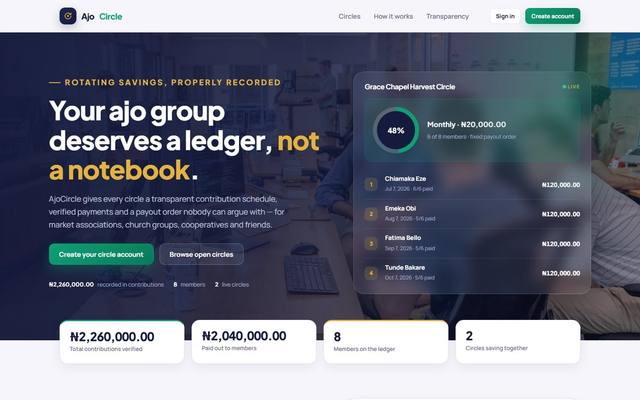 Ajo Circle
Circles
How it works
Transparency
Sign in
Create account
ROTATING SAVINGS, PROPERLY RECORDED
Your ajo group
deserves a ledger, not
a notebook.
AjoCircle gives every circle a transparent contribution schedule,
verified payments and a payout order nobody can argue with — for
market associations, church groups, cooperatives and friends.
Create your circle account
Browse open circles
₦2,260,000.00 recorded in contributions
8 members
2 live circles
Grace Chapel Harvest Circle
LIVE
48%
Monthly · ₦20,000.00
6 of 6 members · fixed payout order
1
Chiamaka Eze
Jul 7, 2026 · 6/6 paid
₦120,000.00
2
Emeka Obi
Aug 7, 2026 · 5/6 paid
₦120,000.00
3
Fatima Bello
Sep 7, 2026 · 5/6 paid
₦120,000.00
4
Tunde Bakare
Oct 7, 2026 · 5/6 paid
₦120,000.00
₦2,260,000.00
Total contributions verified
₦2,040,000.00
Paid out to members
8
Members on the ledger
2
Circles saving together